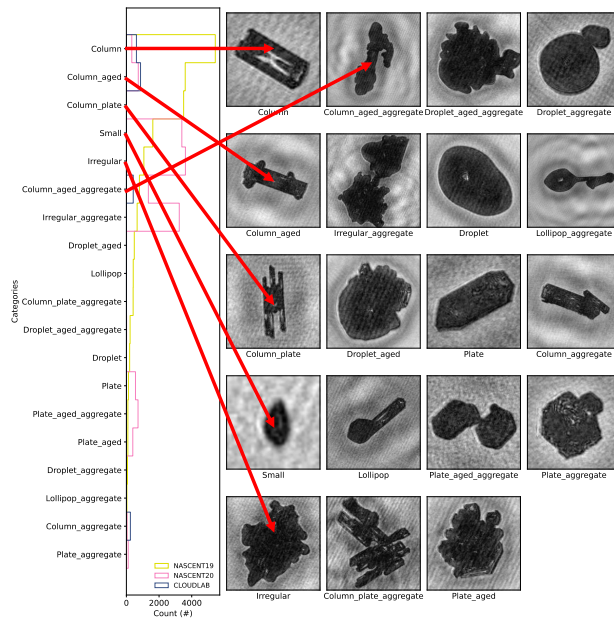 Categories
Column
Column_aged
Column_plate
Small
Irregular
Column_aged_aggregate
Irregular_aggregate
Droplet_aged
Lollipop
Column_plate_aggregate
Droplet_aged_aggregate
Droplet
Plate
Plate_aged_aggregate
Plate_aged
Droplet_aggregate
Lollipop_aggregate
Column_aggregate
Plate_aggregate
NASCENT19
NASCENT20
CLOUDLAB
0 2000 4000
Count (#)
Column Column_aged_aggregate Droplet_aged_aggregate Droplet_aggregate
Column_aged Irregular_aggregate Droplet Lollipop_aggregate
Column_plate Droplet_aged Plate Column_aggregate
Small Lollipop Plate_aged_aggregate Plate_aggregate
Irregular Column_plate_aggregate Plate_aged